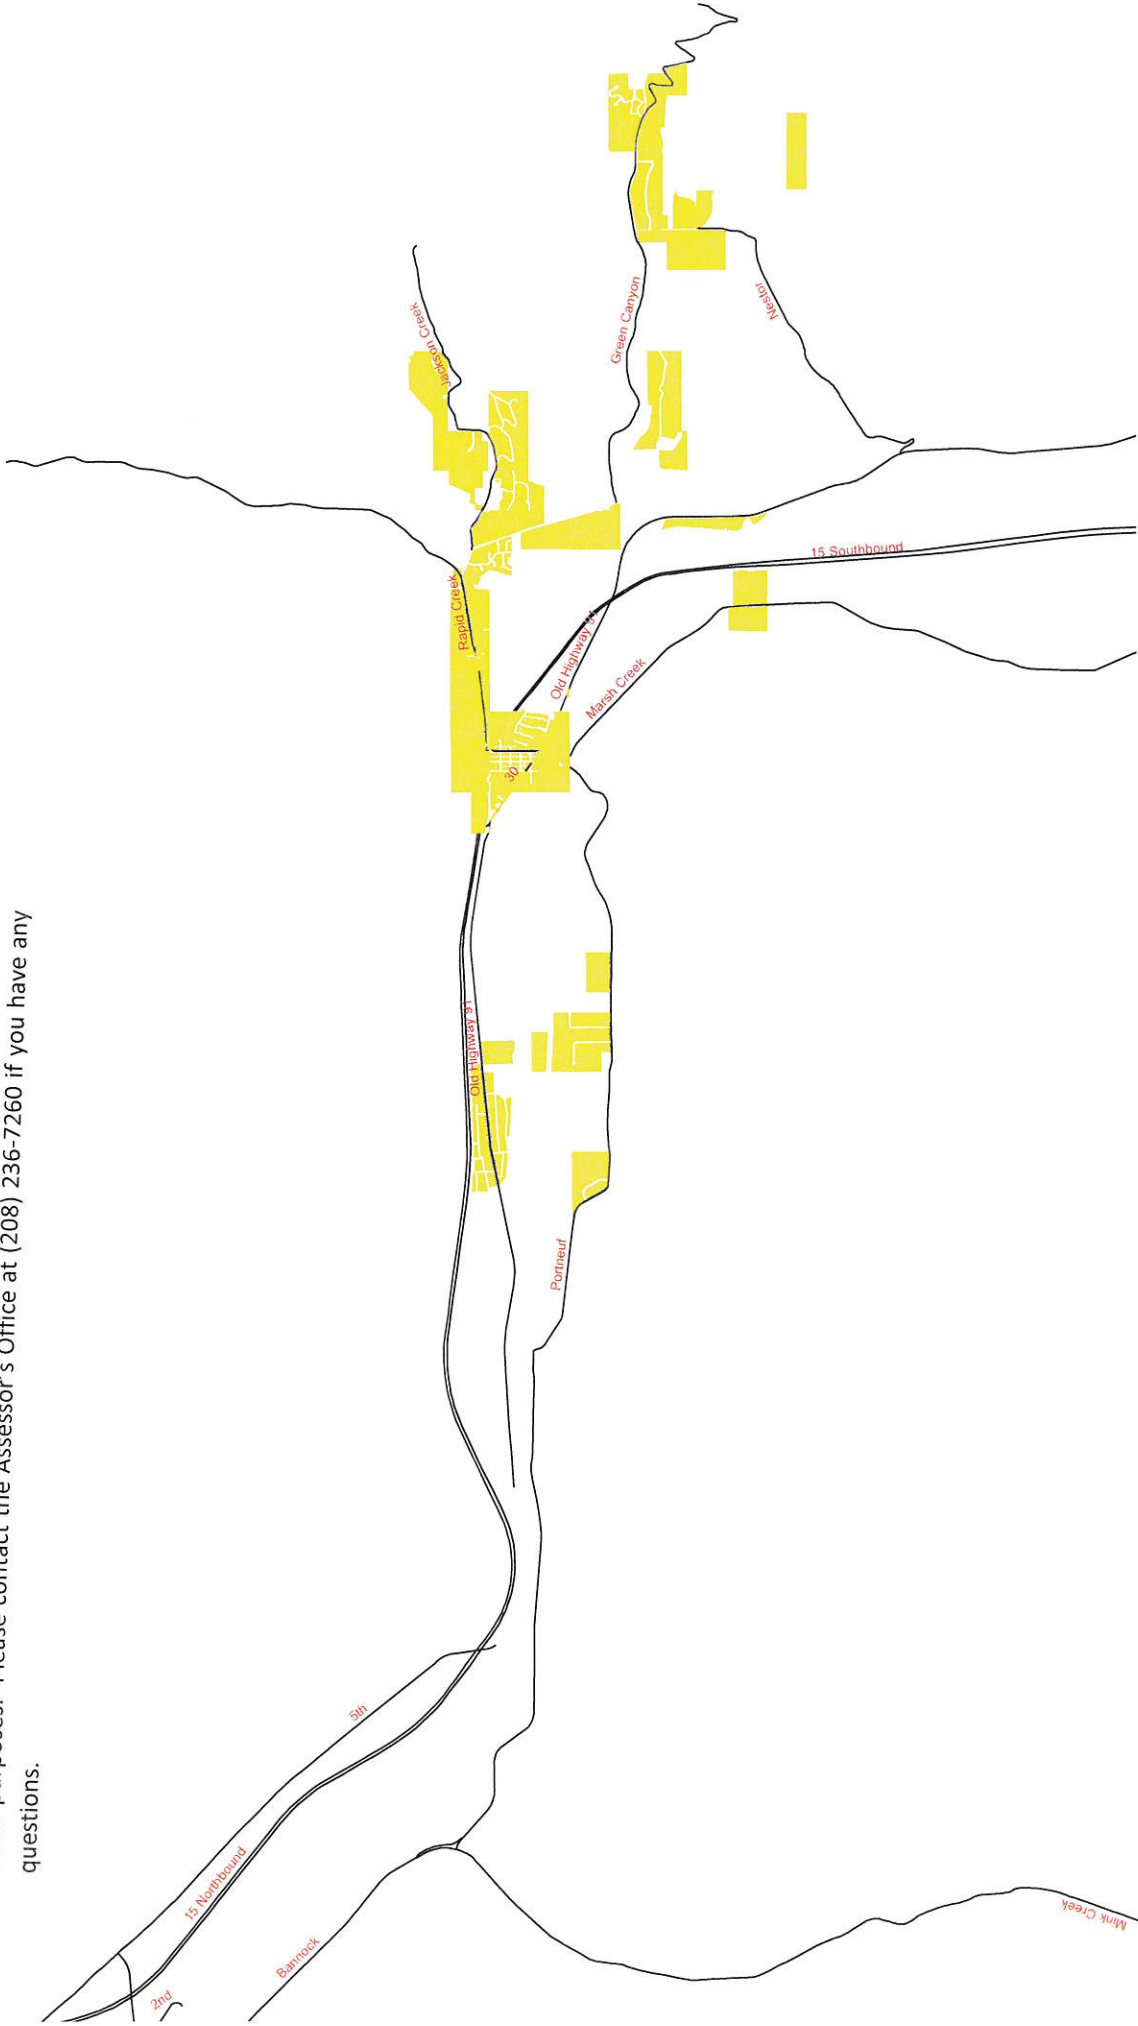 purposes. Please contact the Assessor's Office at (208) 236-7260 if you have any
questions.
Jackson Creek
Green Canyon
Nestor
15 Southbound
Rapid Creek
Old Highway 91
Marsh Creek
30
Old Highway 91
Portneuf
5th
15 Northbound
Bannock
2nd
Mink Creek